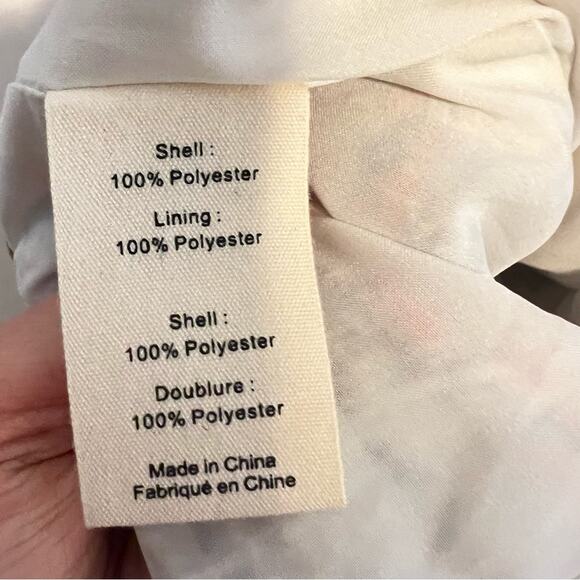 Shell :
100% Polyester
Lining :
100% Polyester
Shell :
100% Polyester
Doublure :
100% Polyester
Made in China
Fabriqué en Chine